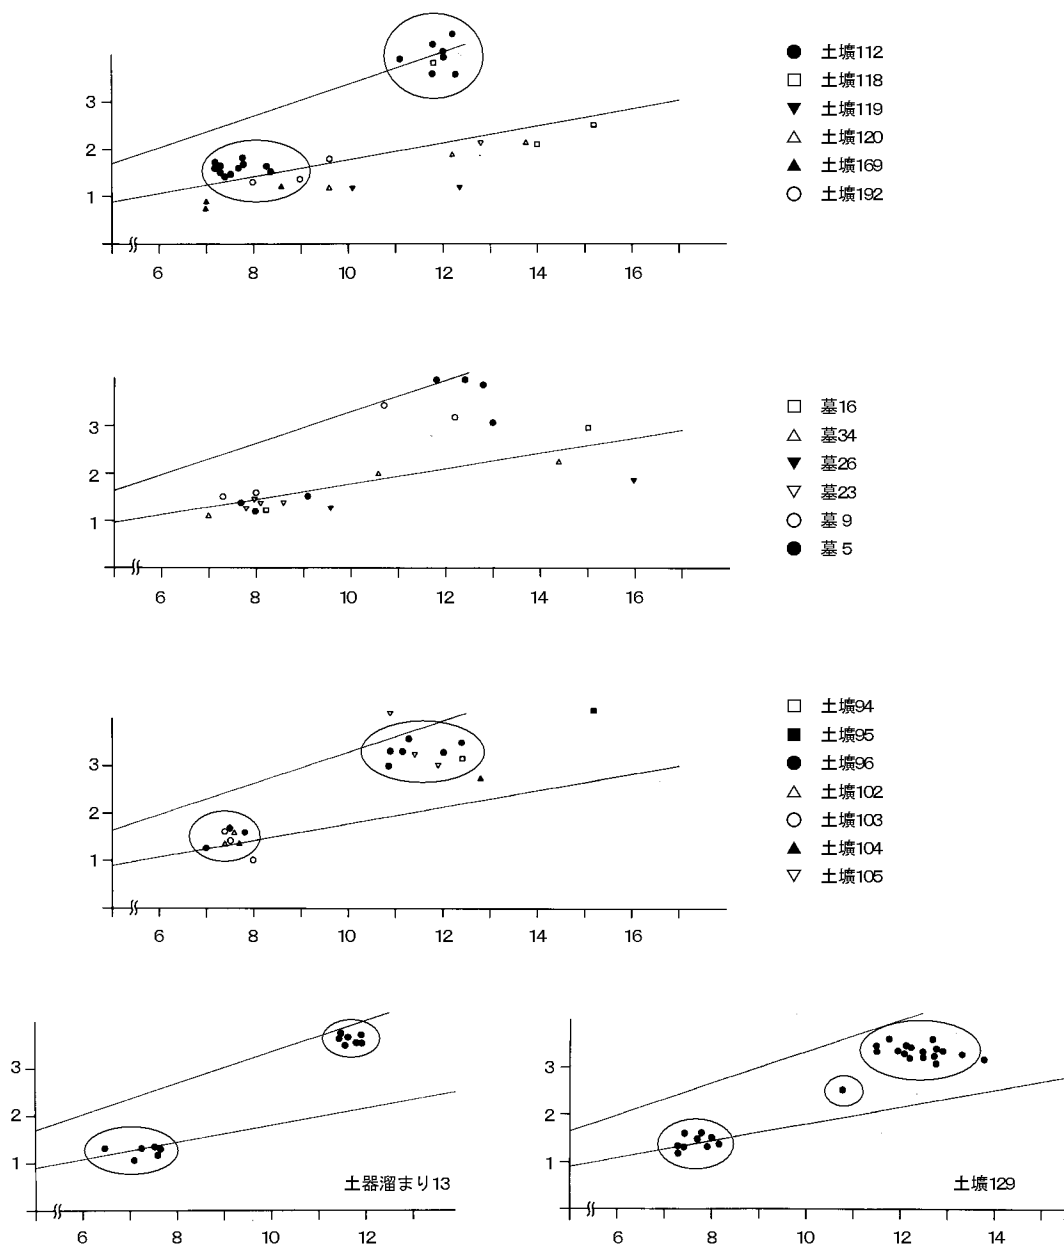 3
2
1
6 8 10 12 14 16
● 土壙112
□ 土壙118
▼ 土壙119
△ 土壙120
▲ 土壙169
○ 土壙192
3
2
1
6 8 10 12 14 16
□ 墓16
△ 墓34
▼ 墓26
▽ 墓23
○ 墓9
● 墓5
3
2
1
6 8 10 12 14 16
□ 土壙94
■ 土壙95
● 土壙96
△ 土壙102
○ 土壙103
▲ 土壙104
▽ 土壙105
3
2
1
土器溜まり13
6 8 10 12
3
2
1
土壙129
6 8 10 12 14